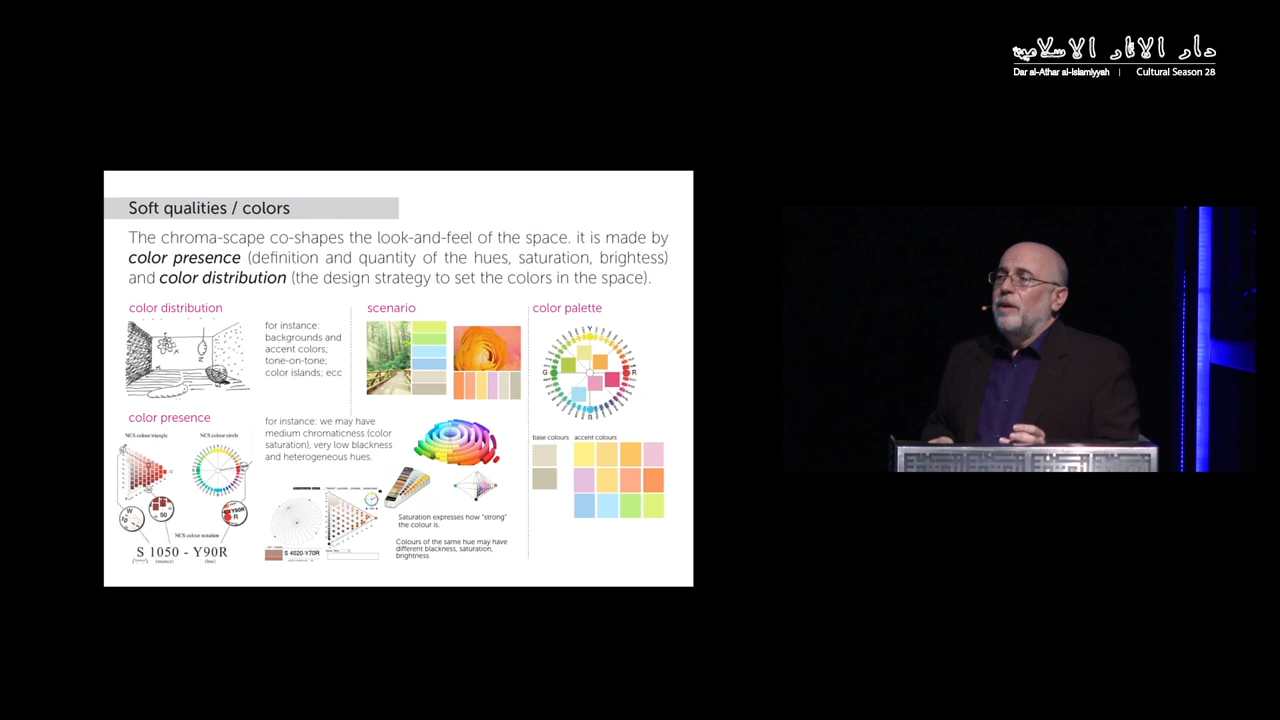 دار الآثار الإسلامية
Dar al-Athar al-Islamiyyah | Cultural Season 28
Soft qualities / colors
The chroma-scape co-shapes the look-and-feel of the space. it is made by
color presence (definition and quantity of the hues, saturation, brightess)
and color distribution (the design strategy to set the colors in the space).
color distribution
for instance:
backgrounds and
accent colors;
tone-on-tone;
color islands; ecc
scenario
color palette
Y
G
R
B
base colours accent colours
color presence
NCS colour triangle
NCS colour circle
W
50
Y90R
R
NCS colour notation
S 1050 - Y90R
(nuance)
(hue)
for instance: we may have
medium chromaticness (color
saturation), very low blackness
and heterogeneous hues.
S 4020-Y70R
Saturation expresses how "strong"
the colour is.
Colours of the same hue may have
different blackness, saturation,
brightness